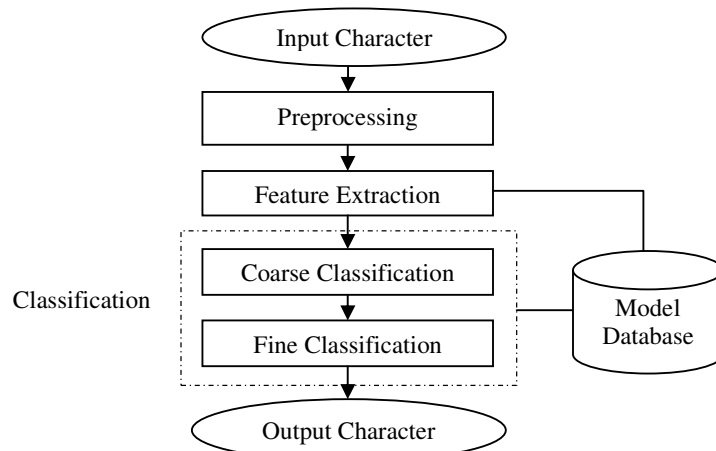 Input Character
Preprocessing
Feature Extraction
Coarse Classification
Classification
Model
Database
Fine Classification
Output Character